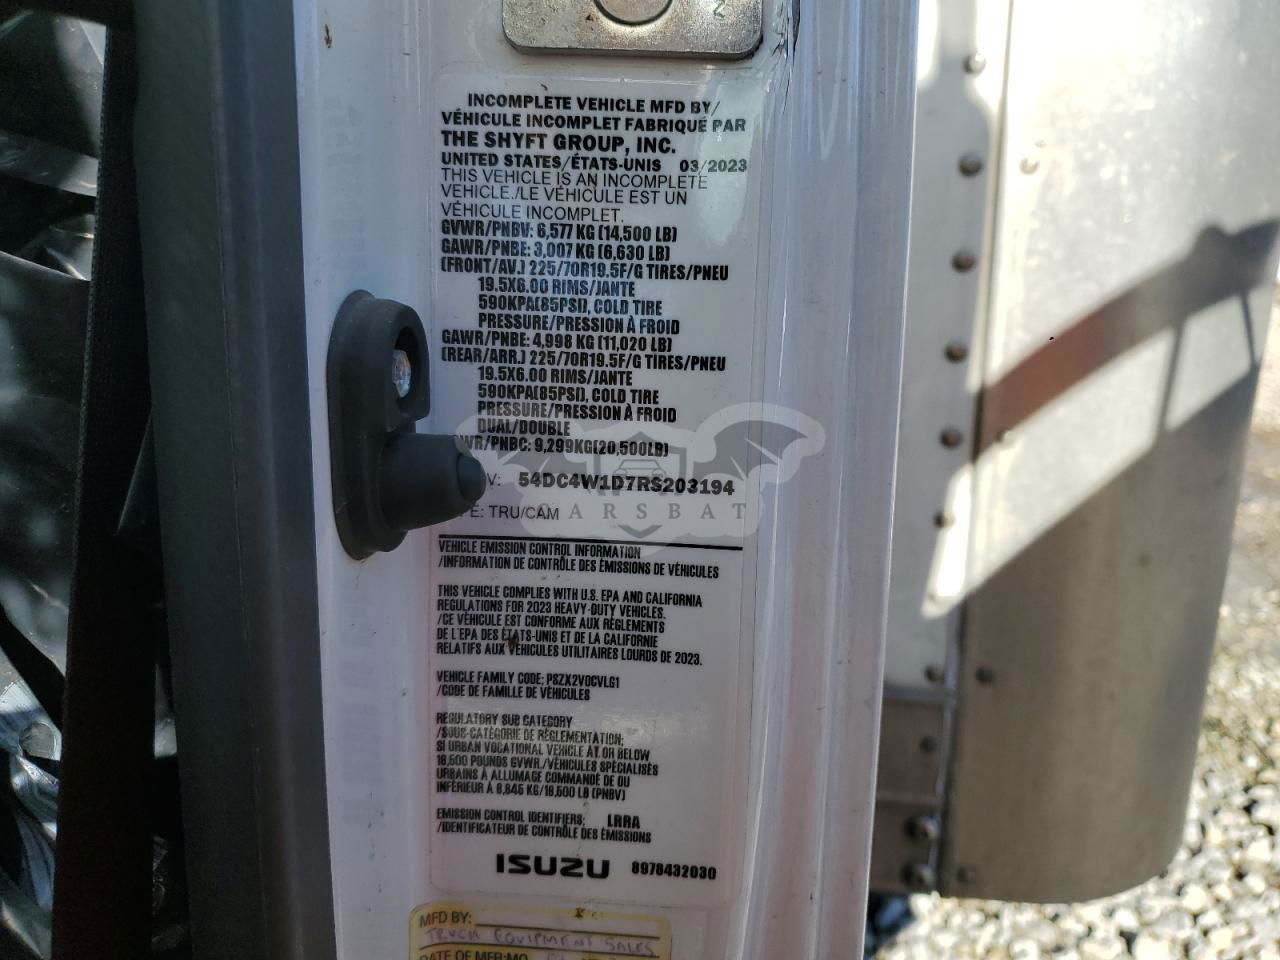 INCOMPLETE VEHICLE MFD BY/
VÉHICULE INCOMPLET FABRIQUÉ PAR
THE SHYFT GROUP, INC.
UNITED STATES/ÉTATS-UNIS 03/2023
THIS VEHICLE IS AN INCOMPLETE
VEHICLE./LE VÉHICULE EST UN
VÉHICULE INCOMPLET.
GVWR/PNBV: 6,577 KG (14,500 LB)
GAWR/PNBE: 3,007 KG (6,630 LB)
(FRONT/AV.) 225/70R19.5F/G TIRES/PNEU
19.5X6.00 RIMS/JANTE
590KPA(85PSI), COLD TIRE
PRESSURE/PRESSION À FROID
GAWR/PNBE: 4,998 KG (11,020 LB)
(REAR/ARR.) 225/70R19.5F/G TIRES/PNEU
19.5X6.00 RIMS/JANTE
590KPA(85PSI), COLD TIRE
PRESSURE/PRESSION À FROID
DUAL/DOUBLE
WR/PNBC: 9,299KG(20,500LB)
V: 54DC4W1D7RS203194
E: TRU/CAM
CARSBAT
VEHICLE EMISSION CONTROL INFORMATION
/INFORMATION DE CONTRÔLE DES ÉMISSIONS DE VÉHICULES
THIS VEHICLE COMPLIES WITH U.S. EPA AND CALIFORNIA
REGULATIONS FOR 2023 HEAVY-DUTY VEHICLES.
/CE VÉHICULE EST CONFORME AUX RÈGLEMENTS
DE L'EPA DES ÉTATS-UNIS ET DE LA CALIFORNIE
RELATIFS AUX VÉHICULES UTILITAIRES LOURDS DE 2023.
VEHICLE FAMILY CODE; PSZX2VOCVLG1
/CODE DE FAMILLE DE VÉHICULES
REGULATORY SUB CATEGORY
/SOUS-CATÉGORIE DE RÉGLEMENTATION;
SI URBAN VOCATIONAL VEHICLE AT OR BELOW
19,500 POUNDS GVWR./VÉHICULES SPÉCIALISÉS
URBAINS À ALLUMAGE COMMANDÉ DE OU
INFÉRIEUR À 8,845 KG/19,500 LB (PNBV)
EMISSION CONTROL IDENTIFIERS; LRRA
/IDENTIFICATEUR DE CONTRÔLE DES ÉMISSIONS
ISUZU 8978432030
MFD BY:
TRUCK EQUIPMENT SALES
DATE OF MFR:MO.